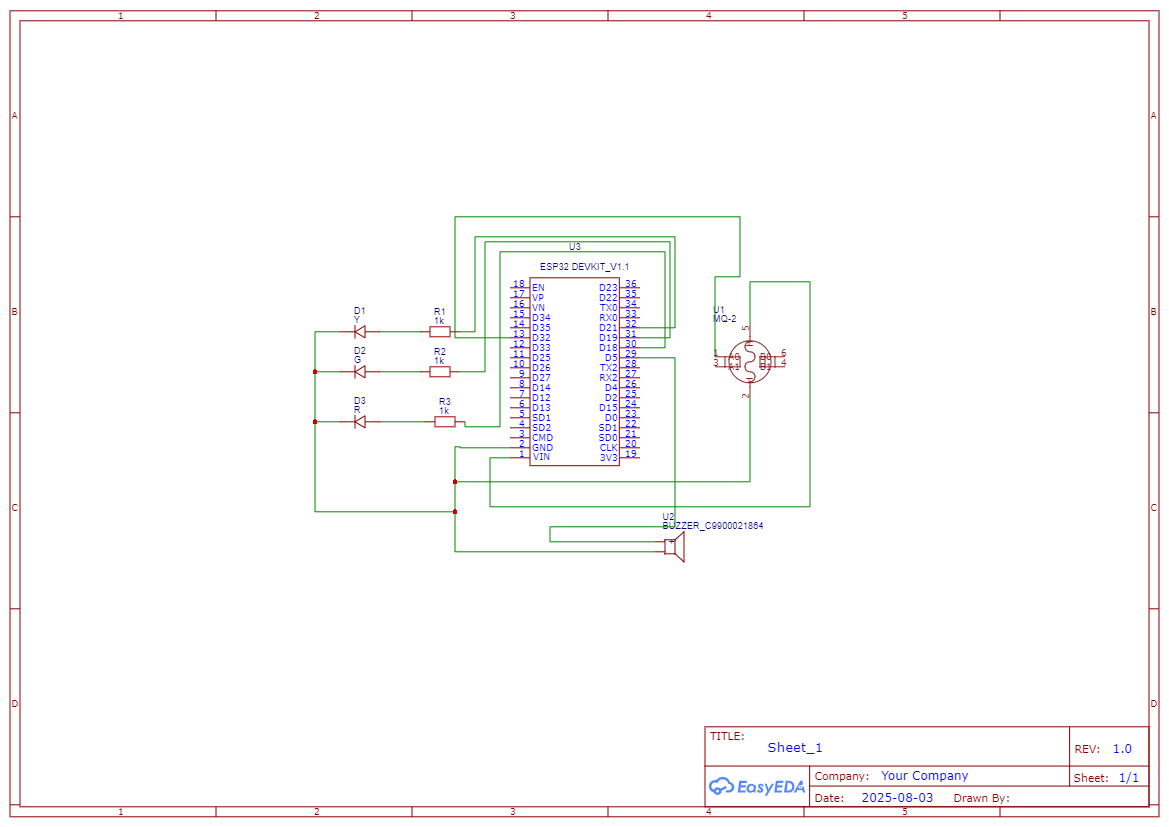 1 2 3 4 5
A A
B B
C C
D D
U3
ESP32 DEVKIT_V1.1
18 EN D23 36
17 VP D22 35
16 VN TX0 34
15 D34 RX0 33
14 D35 D21 32
13 D32 D19 31
12 D33 D18 30
11 D25 D5 29
10 D26 TX2 28
9 D27 RX2 27
8 D14 D4 26
7 D12 D2 25
6 D13 D15 24
5 SD1 D0 23
4 SD2 SD1 22
3 CMD SD0 21
2 GND CLK 20
1 VIN 3V3 19
D1
Y
R1
1k
D2
G
R2
1k
D3
R
R3
1k
U1
MQ-2
5
H
1 A0 B0 6
3 A1 B1 4
H
2
U2
BUZZER_C9900021864
+
TITLE:
Sheet_1
REV: 1.0
EasyEDA
Company: Your Company
Sheet: 1/1
Date: 2025-08-03 Drawn By:
1 2 3 4 5